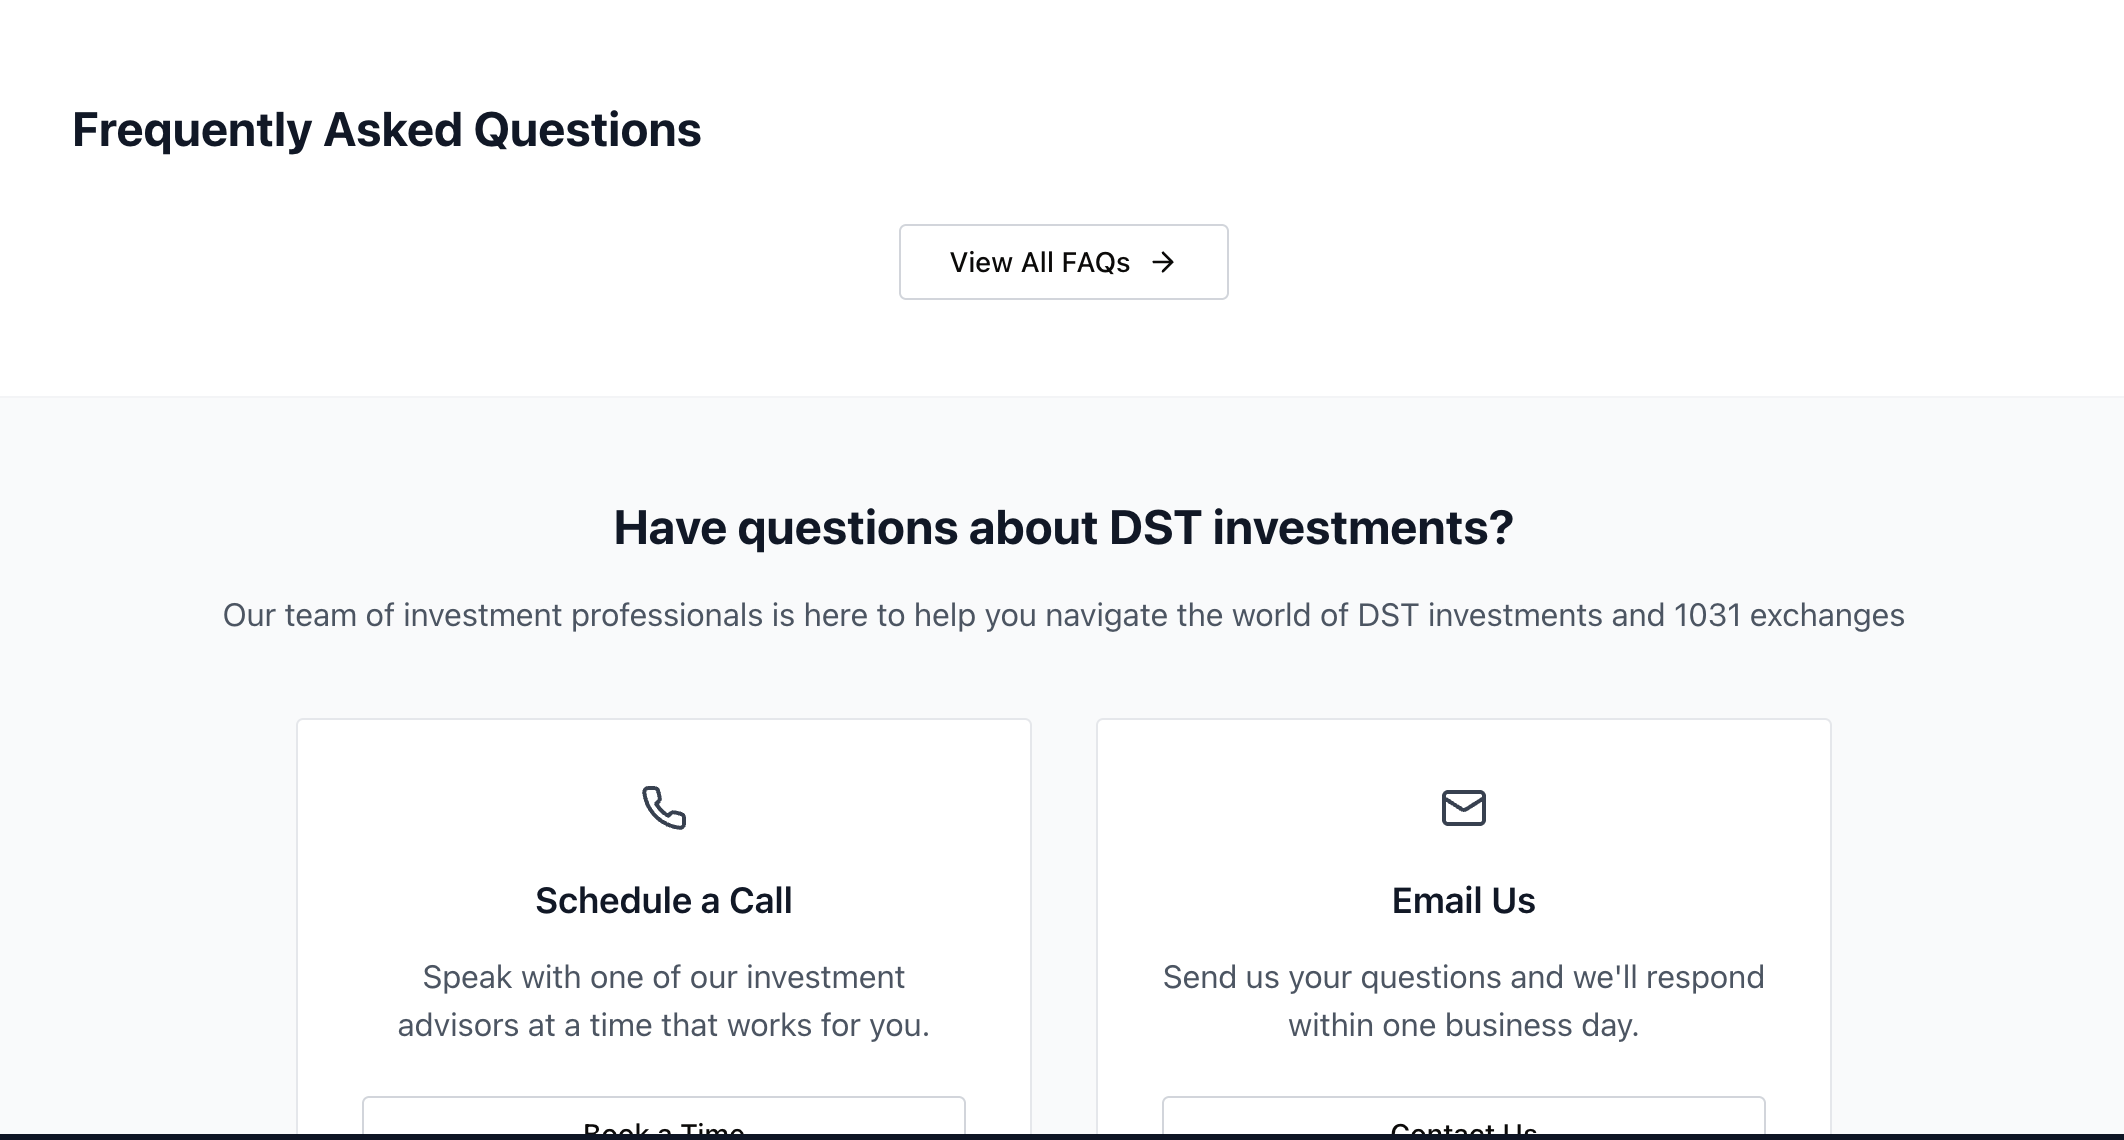 Frequently Asked Questions
View All FAQs
Have questions about DST investments?
Our team of investment professionals is here to help you navigate the world of DST investments and 1031 exchanges
Schedule a Call
Speak with one of our investment
advisors at a time that works for you.
Book a Time
Email Us
Send us your questions and we'll respond
within one business day.
Contact Us